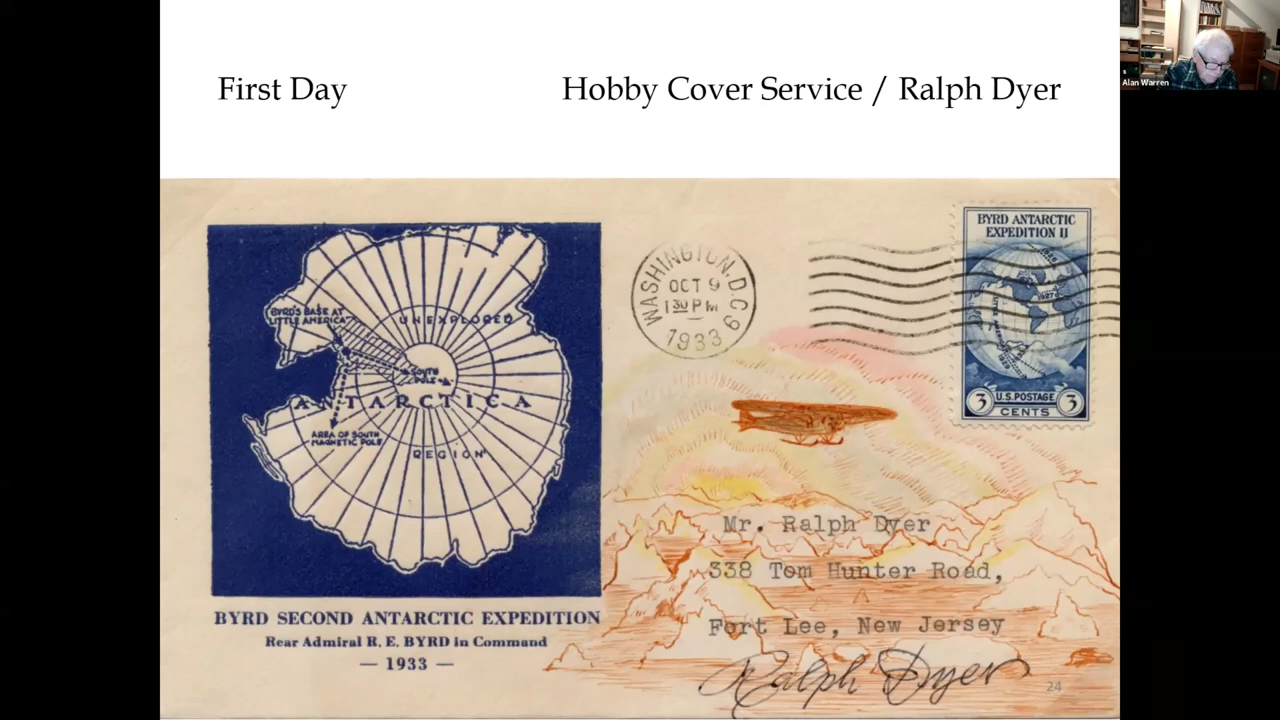 First Day
Hobby Cover Service / Ralph Dyer
Alan Warren
BYRD'S BASE AT
LITTLE AMERICA
UNEXPLORED
SOUTH
POLE
ANTARCTICA
AREA OF SOUTH
MAGNETIC POLE
REGION
BYRD SECOND ANTARCTIC EXPEDITION
Rear Admiral R. E. BYRD in Command
— 1933 —
WASHINGTON, D.C. 9
OCT 9
1 30 P M
1933
BYRD ANTARCTIC
EXPEDITION II
1927
U.S. POSTAGE
3 CENTS 3
Mr. Ralph Dyer
338 Tom Hunter Road,
Fort Lee, New Jersey
Ralph Dyer
24